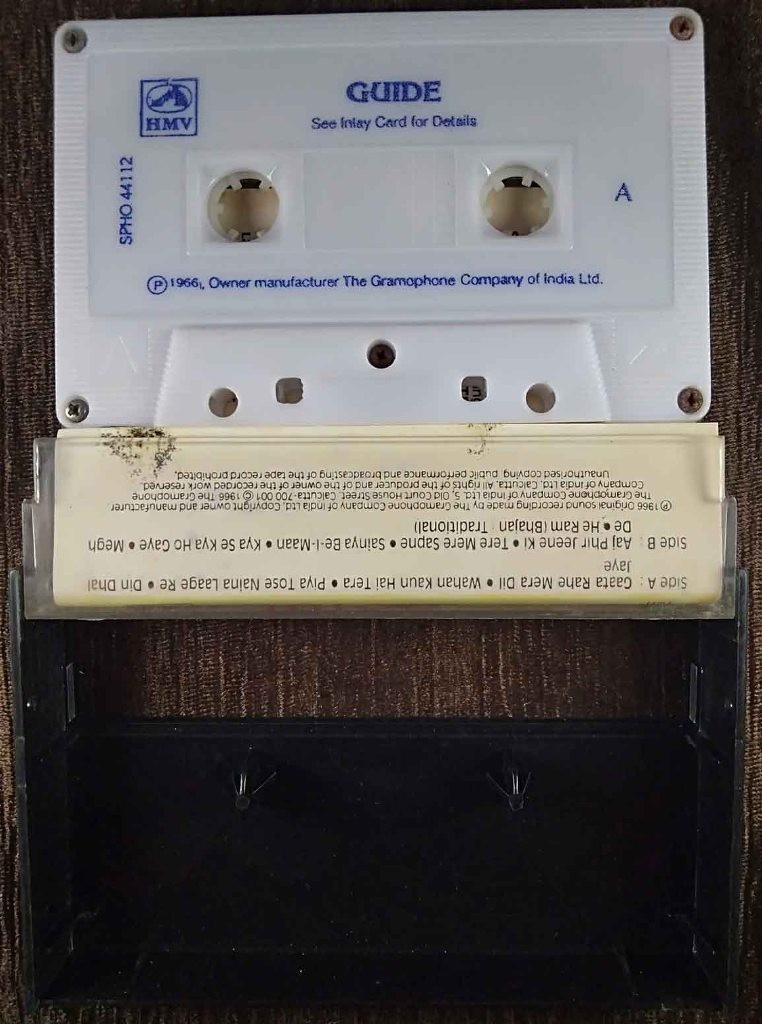 GUIDE
See Inlay Card for Details
HMV
SPHO 44112
A
Ⓟ 1966, Owner manufacturer The Gramophone Company of India Ltd.
Side A : Gaata Rahe Mera Dil • Wahan Kaun Hai Tera • Piya Tose Naina Laage Re • Din Dhal
Jaye
Side B : Aaj Phir Jeene Ki • Tere Mere Sapne • Sainya Be-I-Maan • Kya Se Kya Ho Gaye • Megh
De • He Ram (Bhajan : Traditional)
Ⓟ 1966 Original sound recording made by The Gramophone Company of India Ltd., Copyright owner and manufacturer
The Gramophone Company of India Ltd. 5, Old Court House Street Calcutta-700 001 © 1966 The Gramophone
Company of India Ltd. Calcutta. All rights of the producer and of the owner of the recorded work reserved.
Unauthorised copying, public performance and broadcasting of the tape record prohibited.